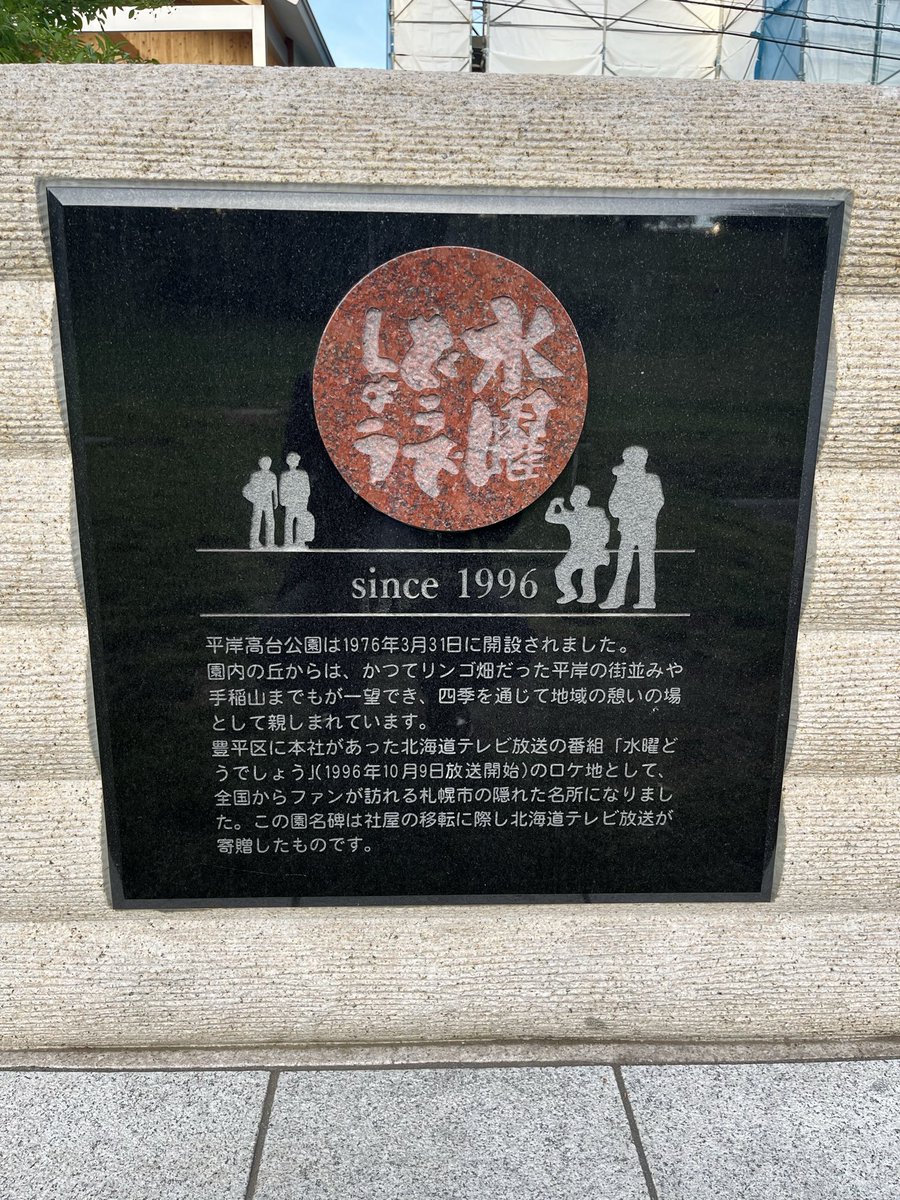 水曜
どうで
しょう
since 1996
平岸高台公園は1976年3月31日に開設されました。
園内の丘からは、かつてリンゴ畑だった平岸の街並みや
手稲山までもが一望でき、四季を通じて地域の憩いの場
として親しまれています。
豊平区に本社があった北海道テレビ放送の番組「水曜ど
うでしょう」(1996年10月9日放送開始)のロケ地として、
全国からファンが訪れる札幌市の隠れた名所になりまし
た。この園名碑は社屋の移転に際し北海道テレビ放送が
寄贈したものです。